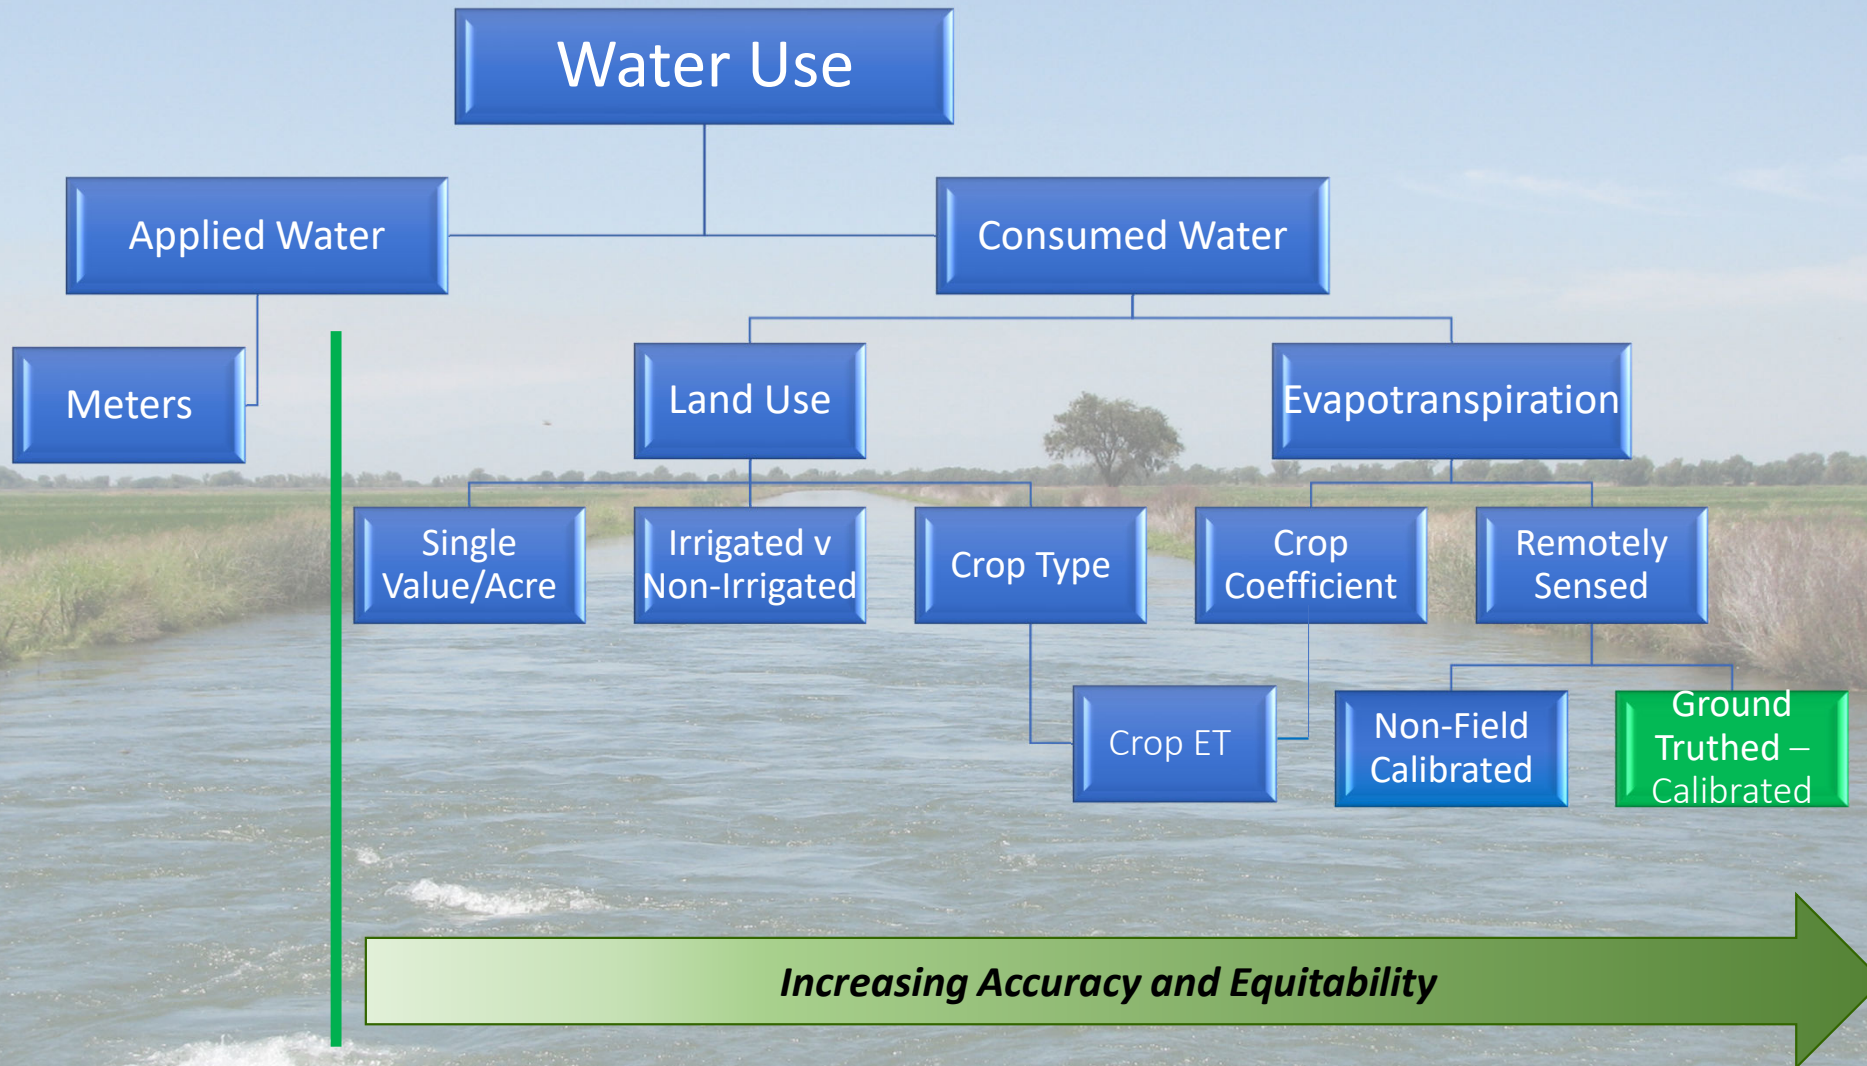 Water Use
Applied Water
Consumed Water
Meters
Land Use
Evapotranspiration
Single
Value/Acre
Irrigated v
Non-Irrigated
Crop Type
Crop
Coefficient
Remotely
Sensed
Crop ET
Non-Field
Calibrated
Ground
Truthed –
Calibrated
Increasing Accuracy and Equitability